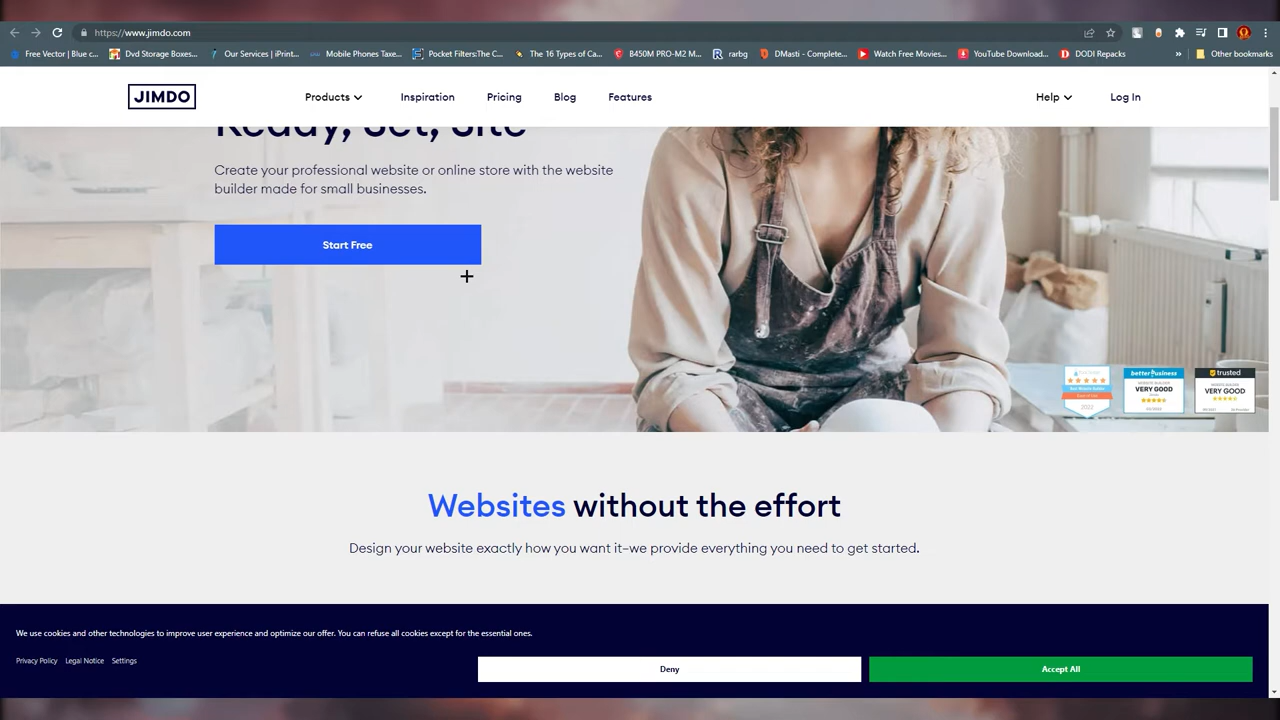 https://www.jimdo.com
Free Vector | Blue c...
Dvd Storage Boxes...
Our Services | iPrint...
Mobile Phones Taxe...
Pocket Filters:The C...
The 16 Types of Ca...
B450M PRO-M2 M...
rarbg
DMasti - Complete...
Watch Free Movies...
YouTube Download...
DODI Repacks
»
Other bookmarks
JIMDO
Products
Inspiration
Pricing
Blog
Features
Help
Log In
Ready, Set, Site
Create your professional website or online store with the website
builder made for small businesses.
Start Free
2022
better business
VERY GOOD
trusted
VERY GOOD
Websites without the effort
Design your website exactly how you want it–we provide everything you need to get started.
We use cookies and other technologies to improve user experience and optimize our offer. You can refuse all cookies except for the essential ones.
Privacy Policy
Legal Notice
Settings
Deny
Accept All